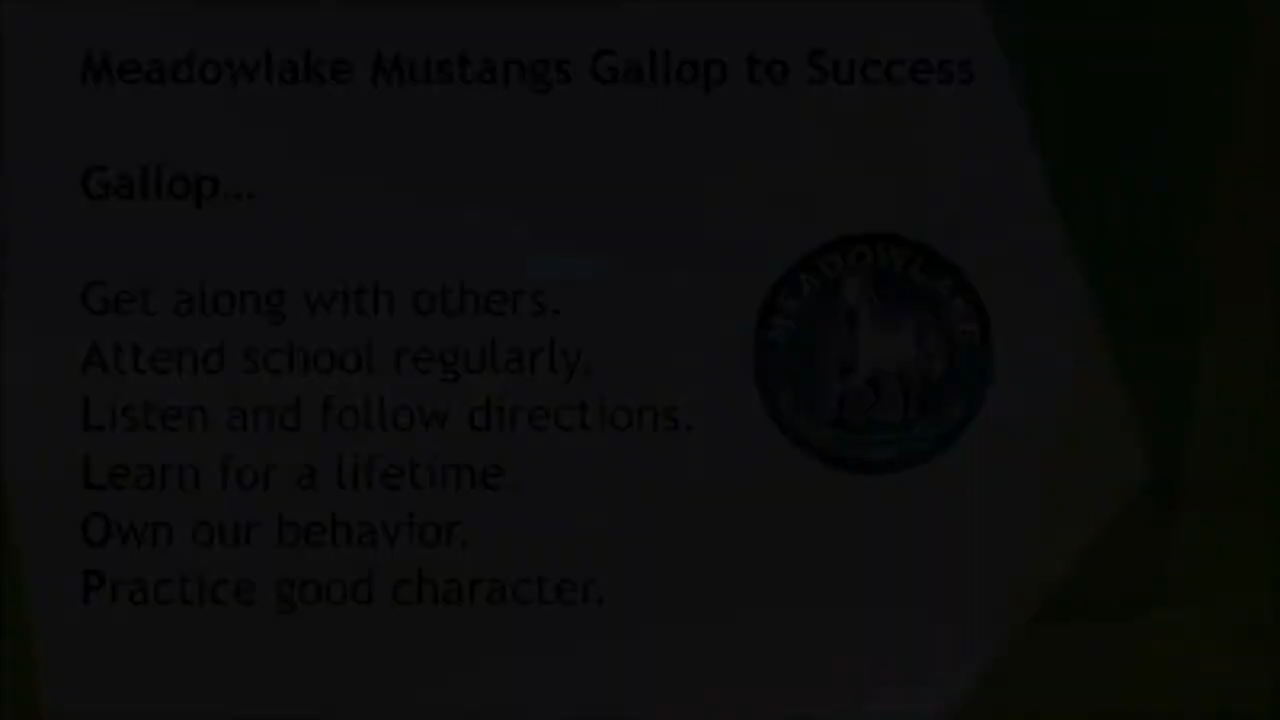 Meadowlake Mustangs Gallop to Success
Gallop...
Get along with others.
Attend school regularly.
Listen and follow directions.
Learn for a lifetime.
Own our behavior.
Practice good character.
MEADOWLAKE